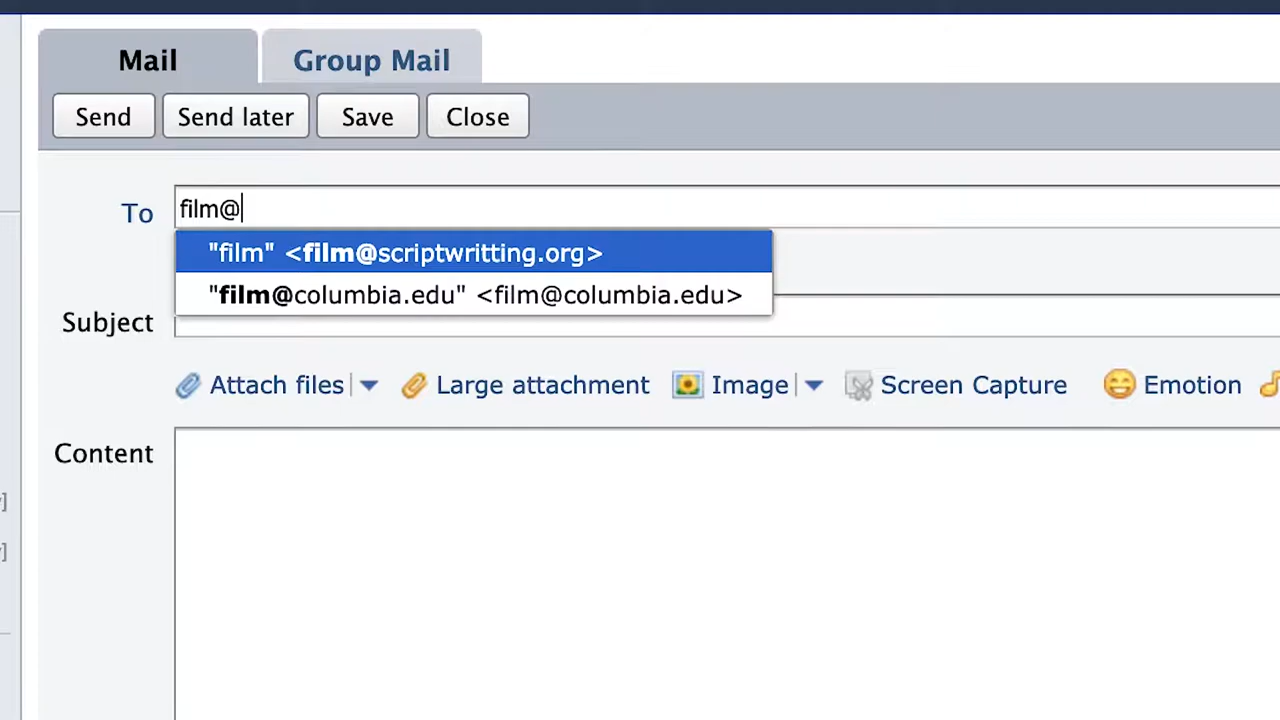 Mail Group Mail
Send Send later Save Close
To film@
"film" <film@scriptwritting.org>
"film@columbia.edu" <film@columbia.edu>
Subject
Attach files Large attachment Image Screen Capture Emotion
Content